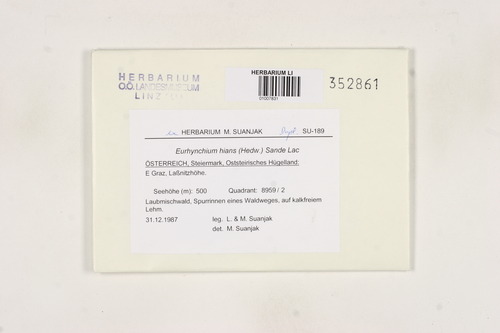 HERBARIUM
O.Ö. LANDESMUSEUM
LINZ
HERBARIUM LI
01007831
352861
HERBARIUM M. SUANJAK Dupl. SU-189
Eurhynchium hians (Hedw.) Sande Lac
ÖSTERREICH, Steiermark, Oststeirisches Hügelland:
E Graz, Laßnitzhöhe.
Seehöhe (m): 500 Quadrant: 8959 / 2
Laubmischwald, Spurrinnen eines Waldweges, auf kalkfreiem
Lehm.
31.12.1987 leg. L. & M. Suanjak
det. M. Suanjak